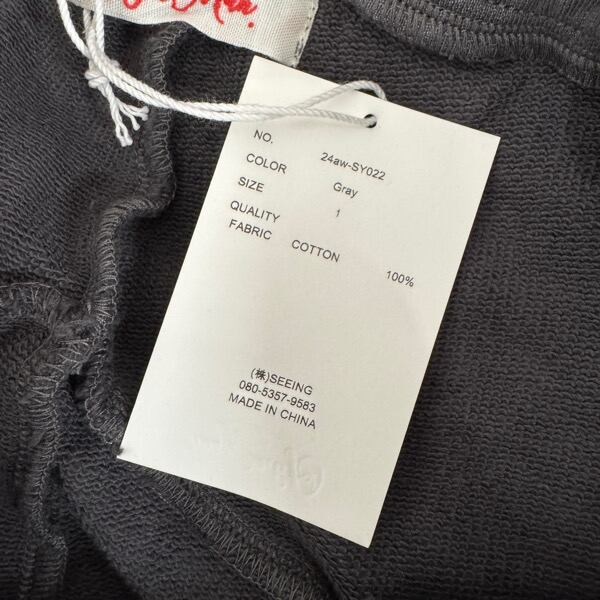 NO. 24aw-SY022
COLOR Gray
SIZE 1
QUALITY
FABRIC COTTON 100%
(株)SEEING
080-5357-9583
MADE IN CHINA